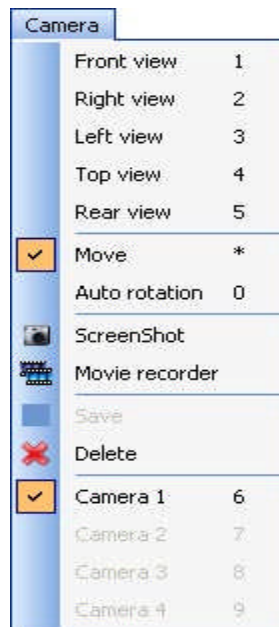 Camera
Front view 1
Right view 2
Left view 3
Top view 4
Rear view 5
Move *
Auto rotation 0
ScreenShot
Movie recorder
Save
Delete
Camera 1 6
Camera 2 7
Camera 3 8
Camera 4 9